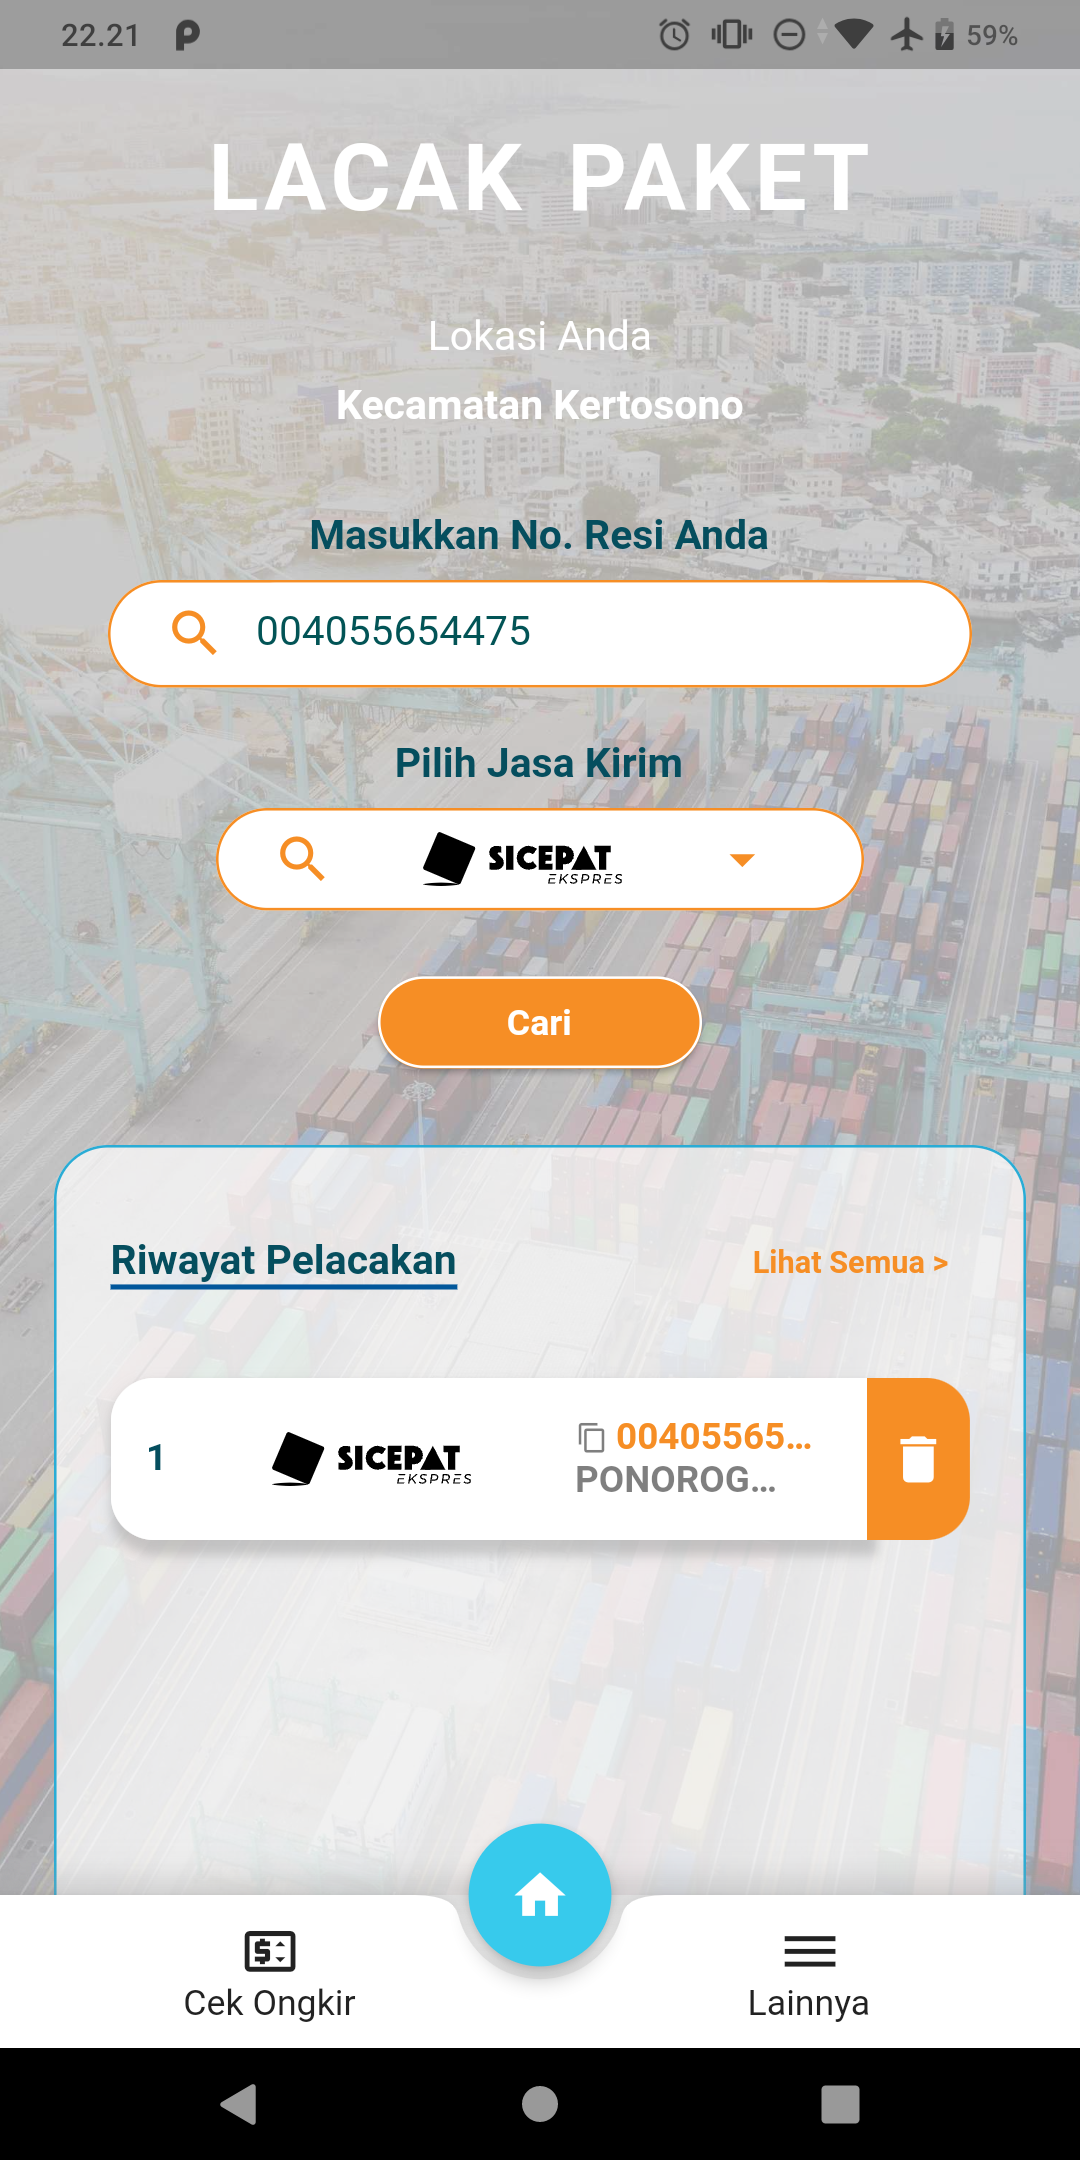 22.21
59%
LACAK PAKET
Lokasi Anda
Kecamatan Kertosono
Masukkan No. Resi Anda
004055654475
Pilih Jasa Kirim
SICEPAT
EKSPRES
Cari
Riwayat Pelacakan
Lihat Semua >
1
SICEPAT
EKSPRES
00405565...
PONOROG...
Cek Ongkir
Lainnya